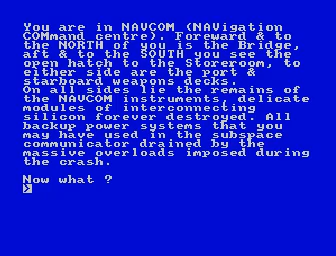 You are in NAVCOM (NAVigation
COMmand centre). Foreward & to
the NORTH of you is the Bridge,
aft & to the SOUTH you see the
open hatch to the Storeroom, to
either side are the port &
starboard weapons decks.
On all sides lie the remains of
the NAVCOM instruments, delicate
modules of interconnecting
silicon forever destroyed. All
backup power systems that you
may have used in the subspace
communicator drained by the
massive overloads imposed during
the crash.
Now what ?
>